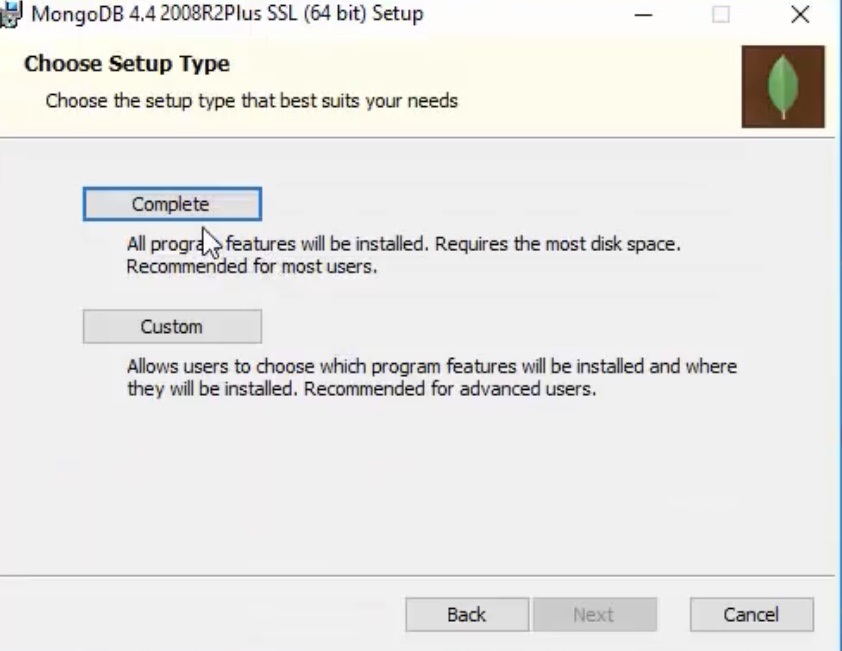 MongoDB 4.4 2008R2Plus SSL (64 bit) Setup
Choose Setup Type
Choose the setup type that best suits your needs
Complete
All program features will be installed. Requires the most disk space.
Recommended for most users.
Custom
Allows users to choose which program features will be installed and where
they will be installed. Recommended for advanced users.
Back
Next
Cancel